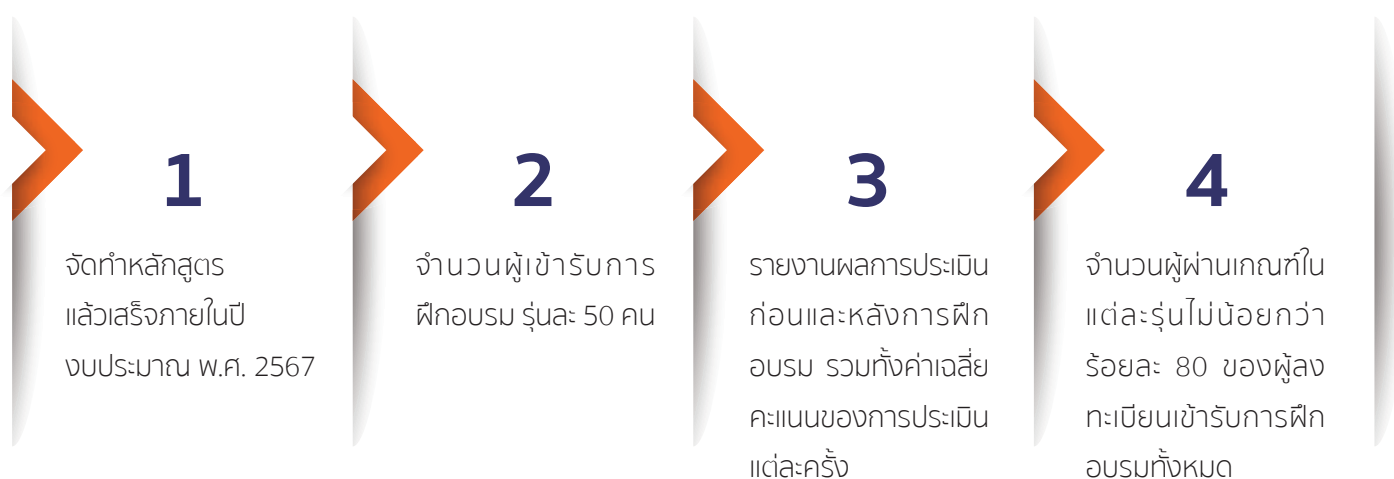 1
จัดทำหลักสูตร
แล้วเสร็จภายในปี
งบประมาณ พ.ศ. 2567
2
จำนวนผู้เข้ารับการ
ฝึกอบรม รุ่นละ 50 คน
3
รายงานผลการประเมิน
ก่อนและหลังการฝึก
อบรม รวมทั้งค่าเฉลี่ย
คะแนนของการประเมิน
แต่ละครั้ง
4
จำนวนผู้ผ่านเกณฑ์ใน
แต่ละรุ่นไม่น้อยกว่า
ร้อยละ 80 ของผู้ลง
ทะเบียนเข้ารับการฝึก
อบรมทั้งหมด